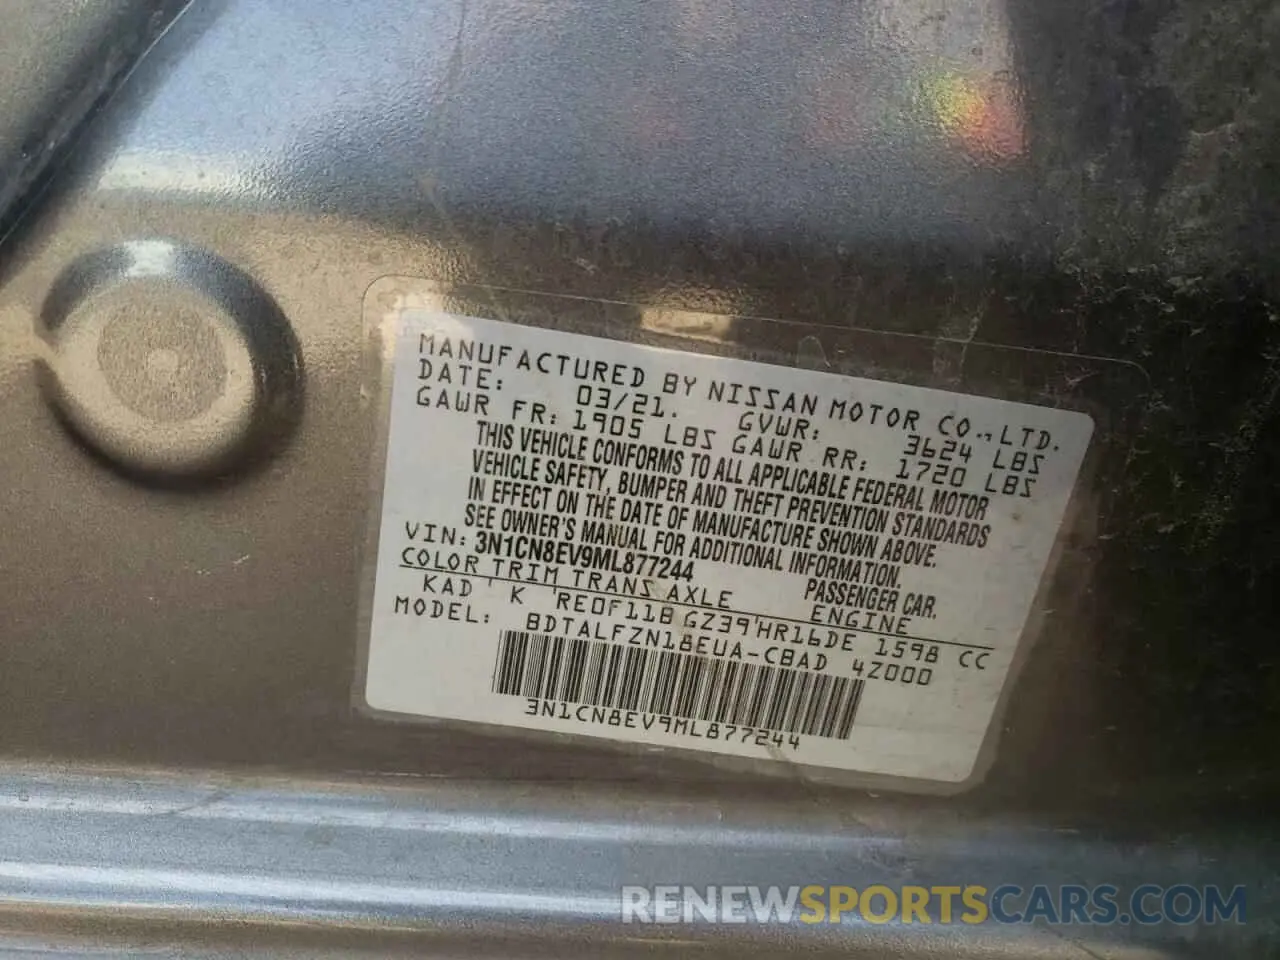 MANUFACTURED BY NISSAN MOTOR CO.,LTD.
DATE: 03/21. GVWR: 3624 LBS
GAWR FR: 1905 LBS GAWR RR: 1720 LBS
THIS VEHICLE CONFORMS TO ALL APPLICABLE FEDERAL MOTOR
VEHICLE SAFETY, BUMPER AND THEFT PREVENTION STANDARDS
IN EFFECT ON THE DATE OF MANUFACTURE SHOWN ABOVE.
SEE OWNER'S MANUAL FOR ADDITIONAL INFORMATION.
VIN: 3N1CN8EV9ML877244 PASSENGER CAR.
COLOR TRIM TRANS AXLE ENGINE
KAD K RE0F11B GZ39 HR16DE 1598 CC
MODEL: BDTALFZN18EUA-CBAD 4Z000
3N1CN8EV9ML877244
RENEWSPORTSCARS.COM